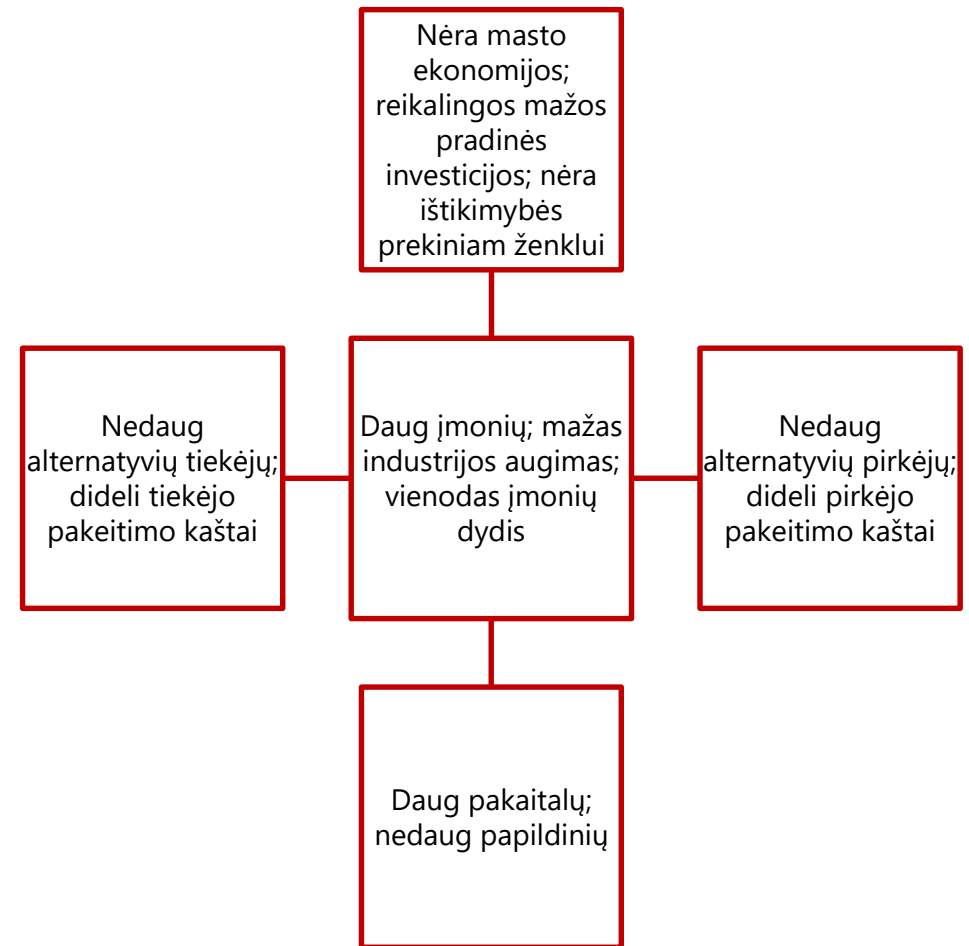 Nėra masto
ekonomijos;
reikalingos mažos
pradinės
investicijos; nėra
ištikimybės
prekiniam ženklui
Nedaug
alternatyvių tiekėjų;
dideli tiekėjo
pakeitimo kaštai
Daug įmonių; mažas
industrijos augimas;
vienodas įmonių
dydis
Nedaug
alternatyvių pirkėjų;
dideli pirkėjo
pakeitimo kaštai
Daug pakaitalų;
nedaug papildinių